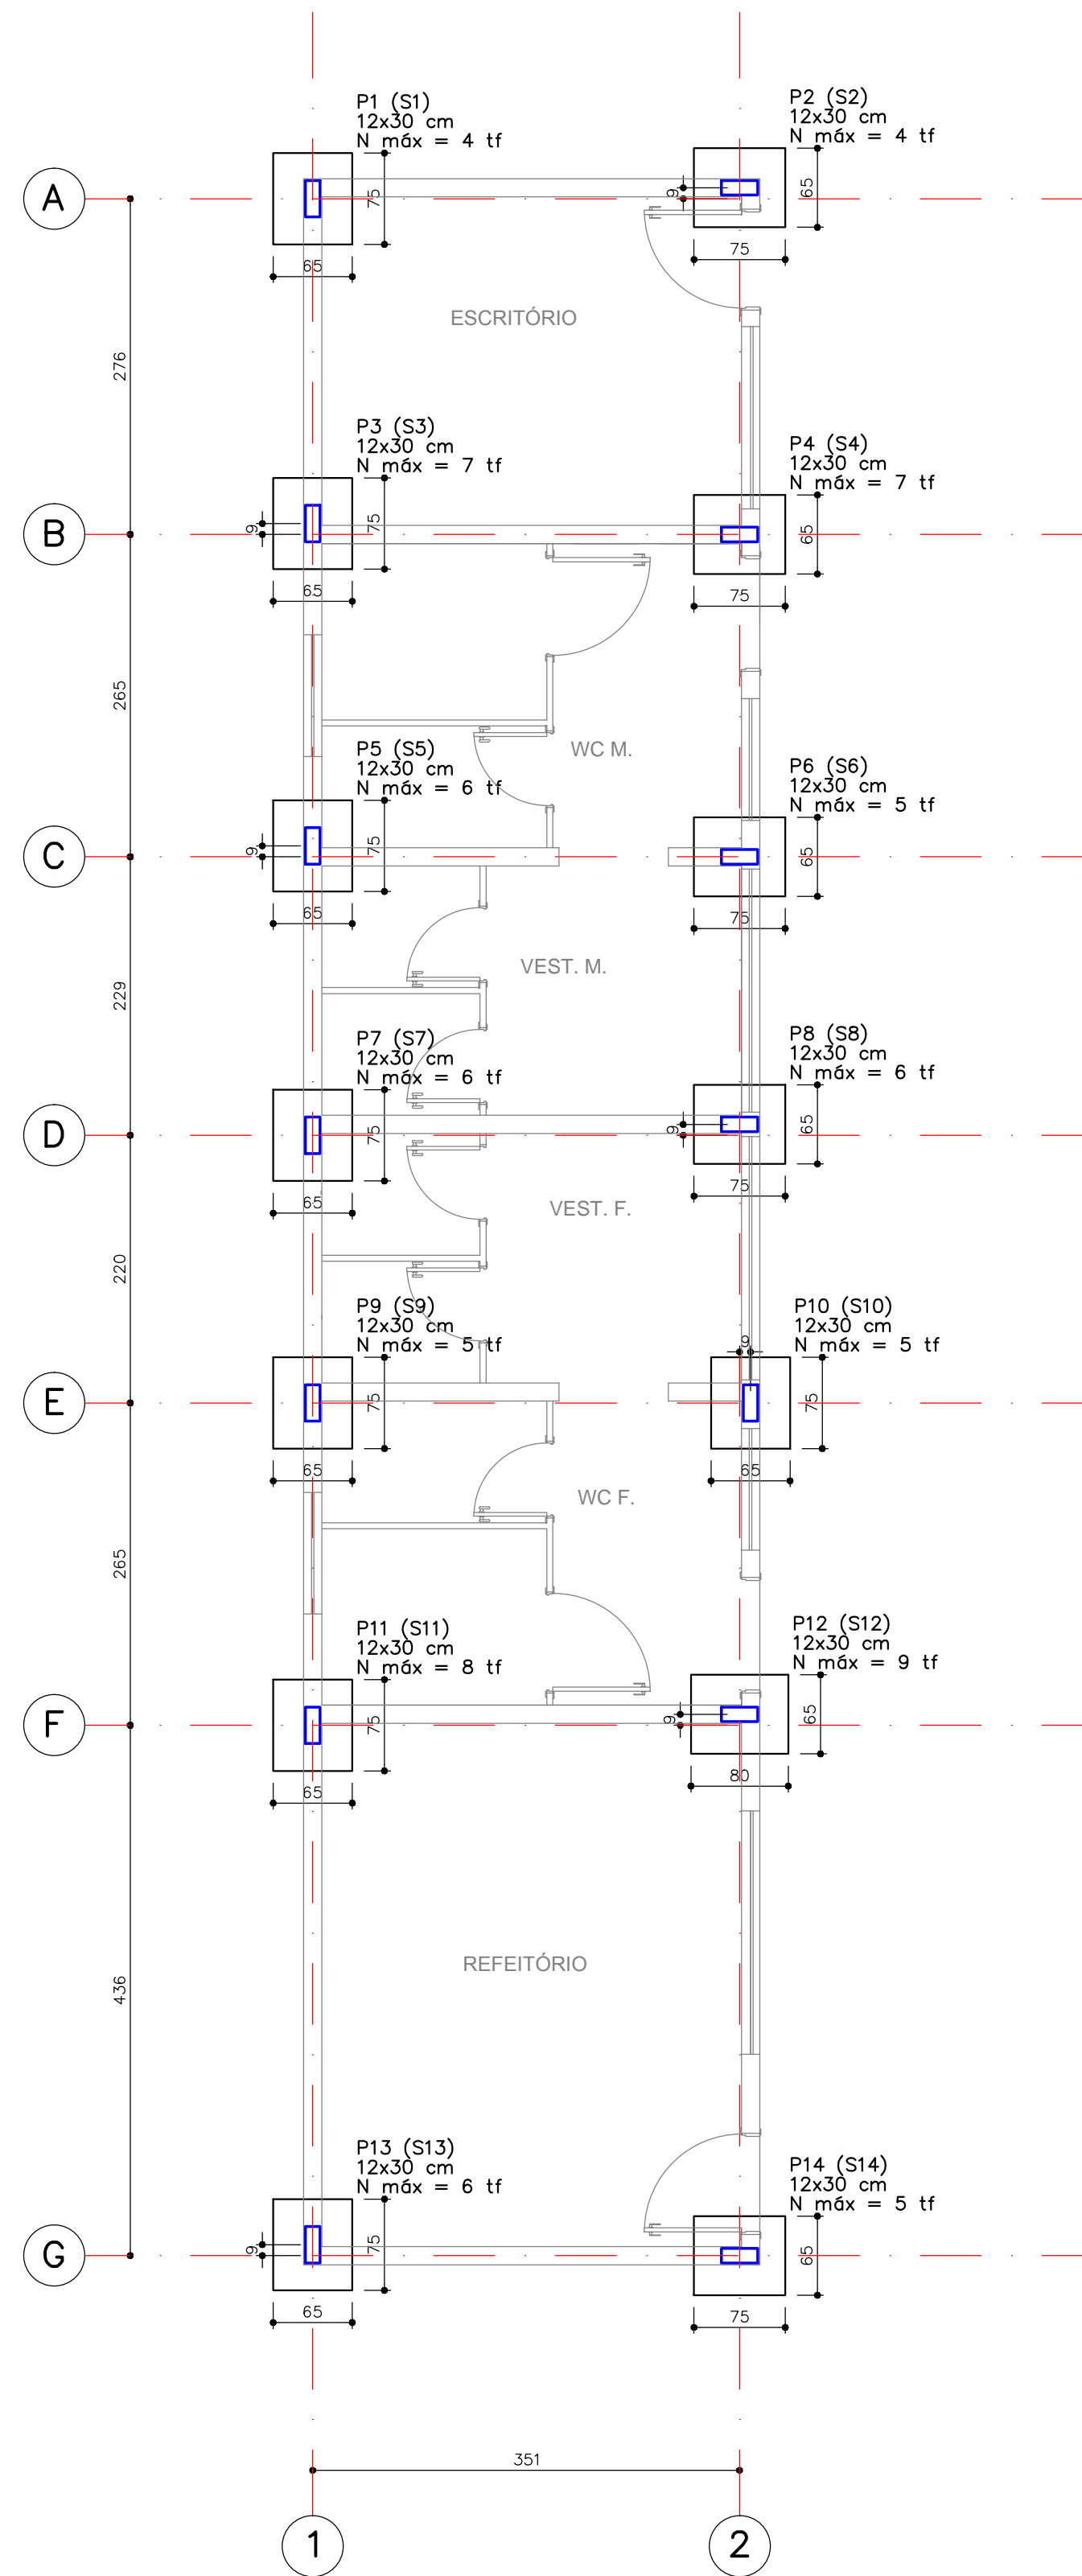 P1 (S1)
12x30 cm
N máx = 4 tf
P2 (S2)
12x30 cm
N máx = 4 tf
A
75
9
65
65
75
ESCRITÓRIO
276
P3 (S3)
12x30 cm
N máx = 7 tf
P4 (S4)
12x30 cm
N máx = 7 tf
B
9
75
65
65
75
265
WC M.
P5 (S5)
12x30 cm
N máx = 6 tf
P6 (S6)
12x30 cm
N máx = 5 tf
C
9
75
65
65
75
VEST. M.
229
P7 (S7)
12x30 cm
N máx = 6 tf
P8 (S8)
12x30 cm
N máx = 6 tf
D
75
9
65
65
75
VEST. F.
220
P9 (S9)
12x30 cm
N máx = 5 tf
P10 (S10)
12x30 cm
N máx = 5 tf
9
E
75
75
65
65
WC F.
265
P11 (S11)
12x30 cm
N máx = 8 tf
P12 (S12)
12x30 cm
N máx = 9 tf
F
75
9
65
65
80
REFEITÓRIO
436
P13 (S13)
12x30 cm
N máx = 6 tf
P14 (S14)
12x30 cm
N máx = 5 tf
G
9
75
65
65
75
351
1
2